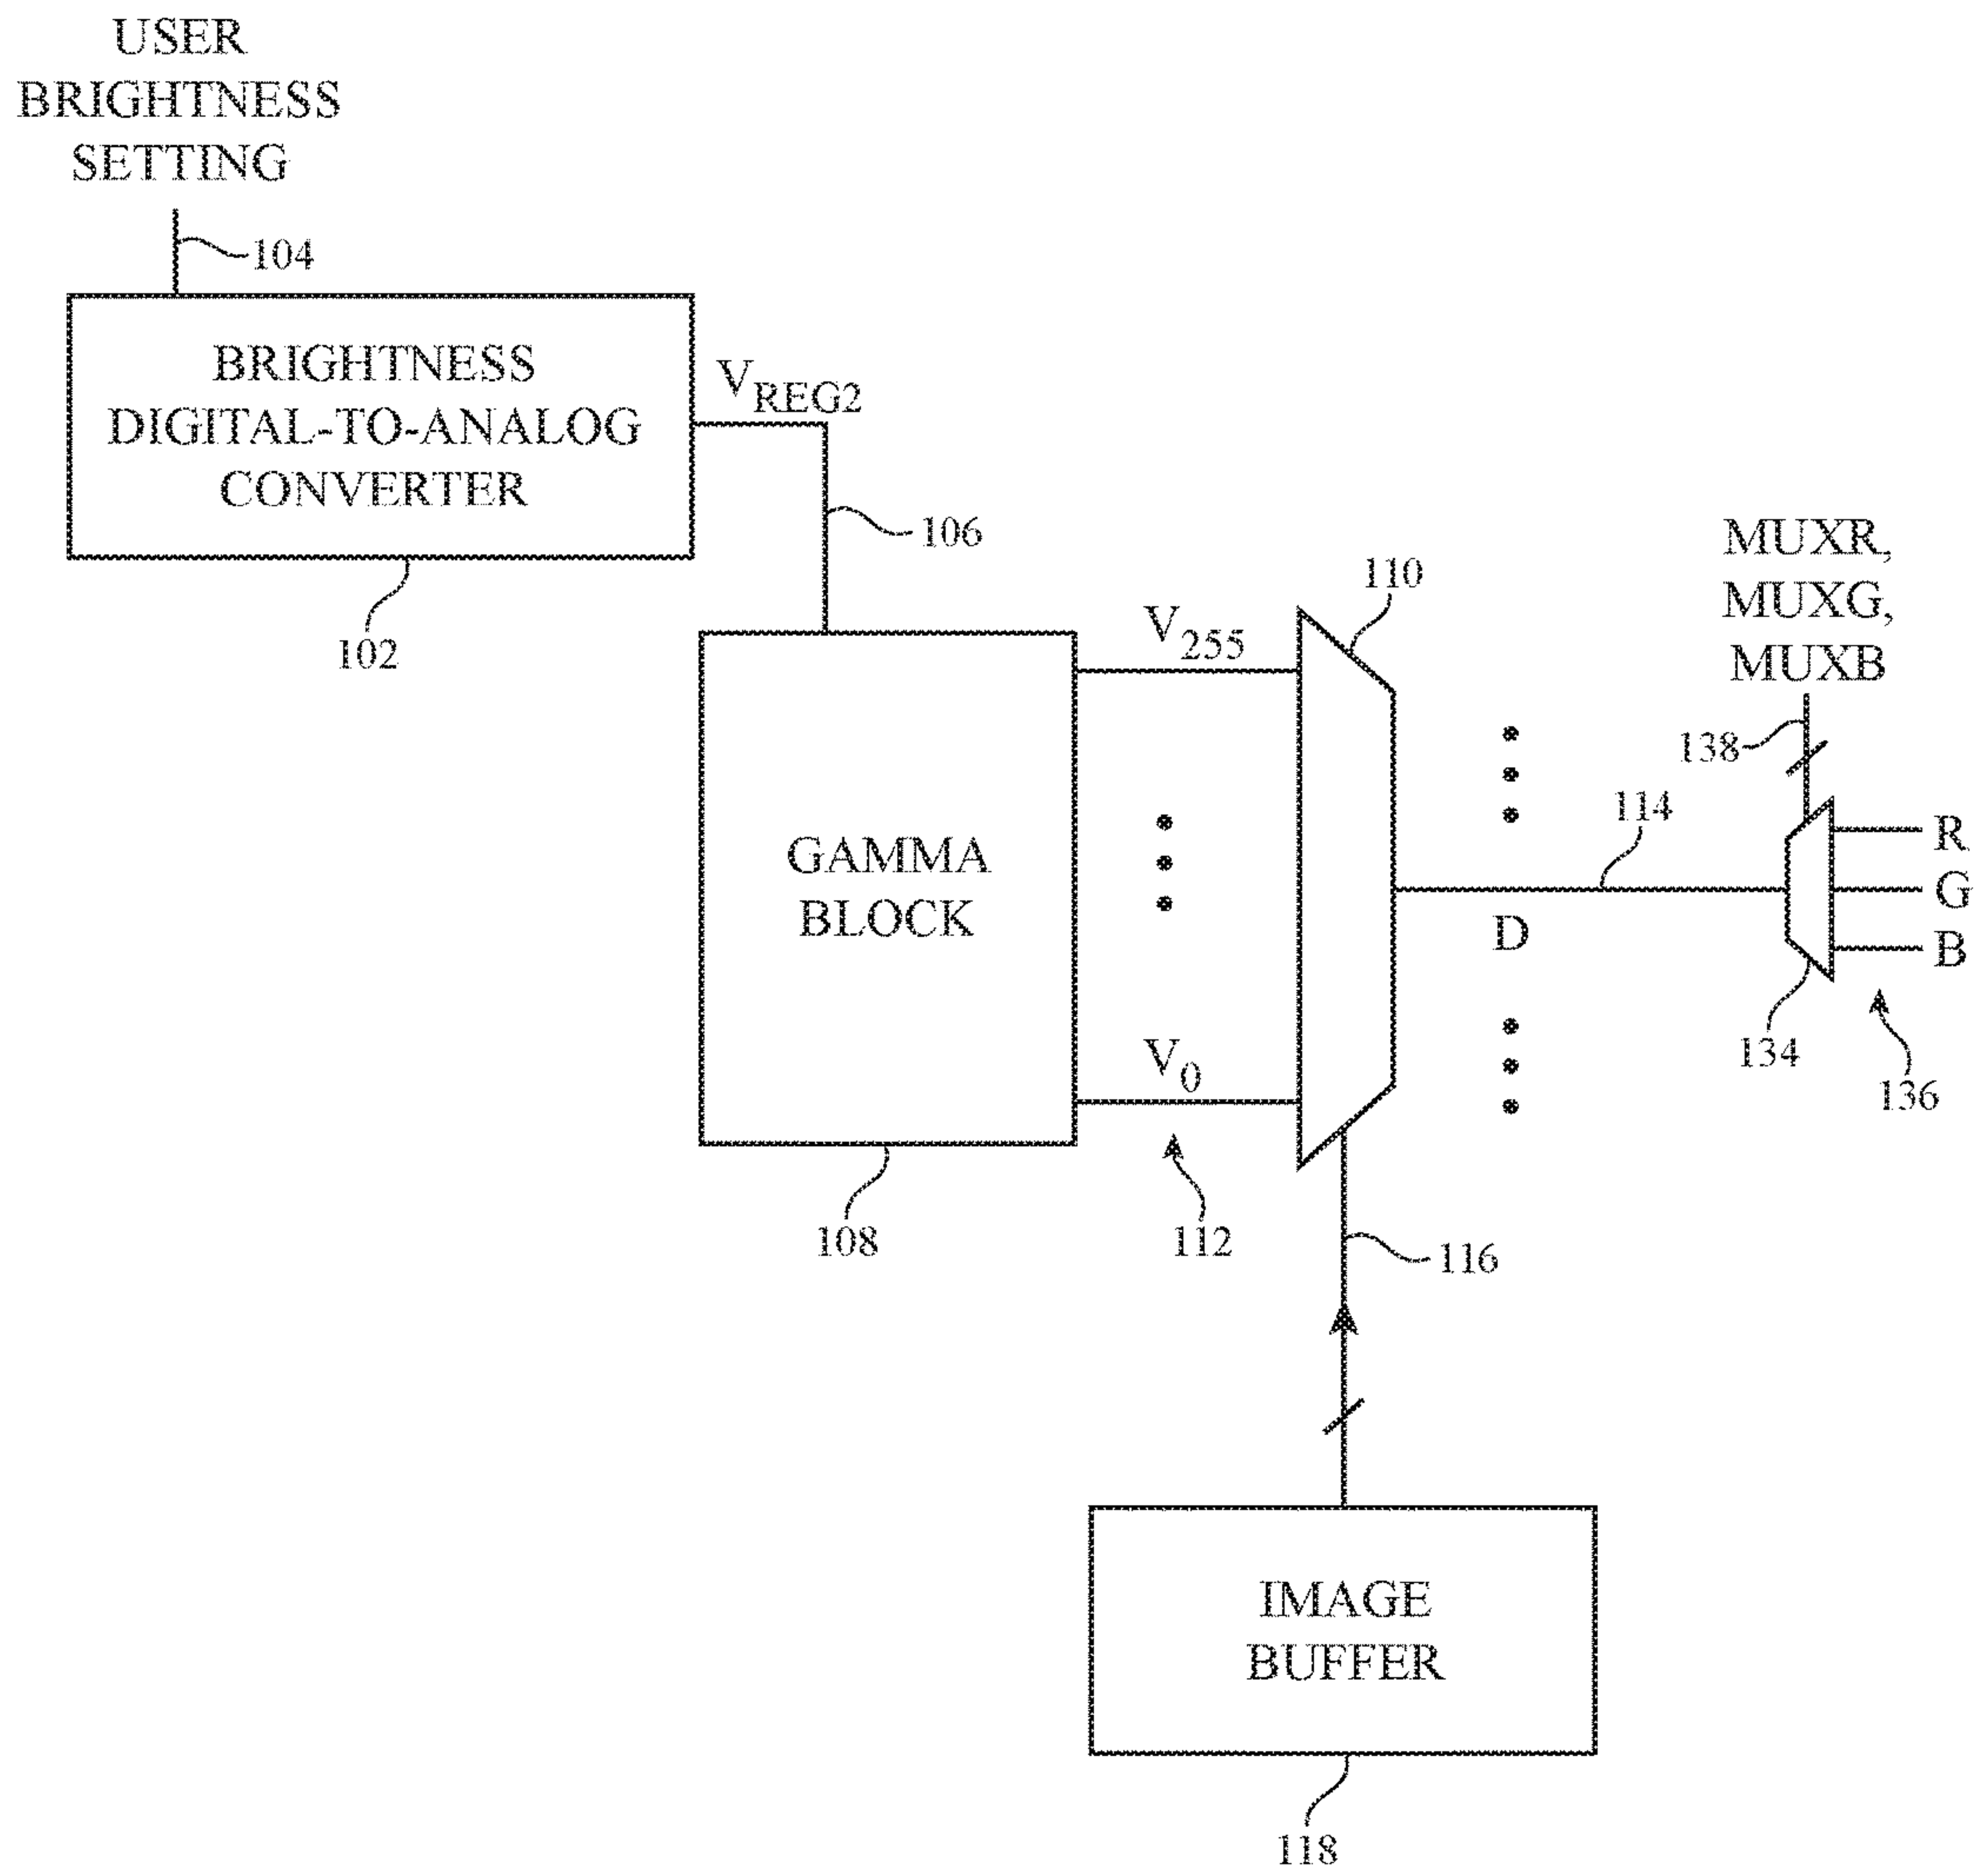 USER
BRIGHTNESS
SETTING
104
BRIGHTNESS
DIGITAL-TO-ANALOG
CONVERTER
102
VREG2
106
GAMMA
BLOCK
108
V255
V0
112
110
116
IMAGE
BUFFER
118
D
114
MUXR,
MUXG,
MUXB
138
R
G
B
134
136